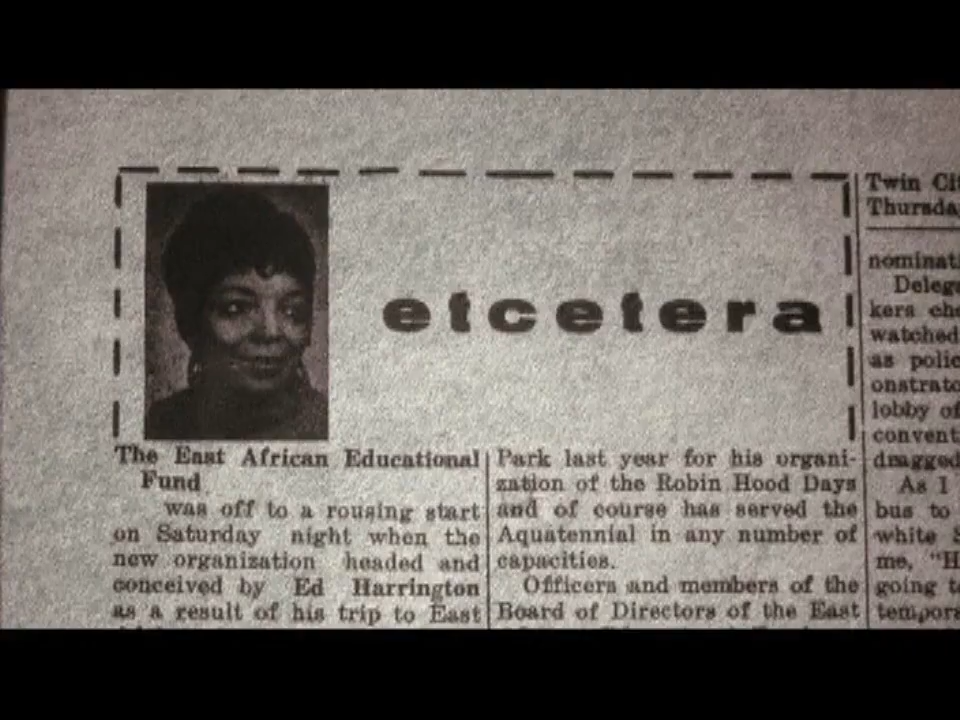 etcetera
The East African Educational
Fund
was off to a rousing start
on Saturday night when the
new organization headed and
conceived by Ed Harrington
as a result of his trip to East
Park last year for his organi-
zation of the Robin Hood Days
and of course has served the
Aquatennial in any number of
capacities.
Officers and members of the
Board of Directors of the East
Twin Cit
Thursda
nominati
Delega
kers che
watched
as polic
onstrato
lobby of
convent
dragged
As I
bus to
white S
me, "H
going to
tempora